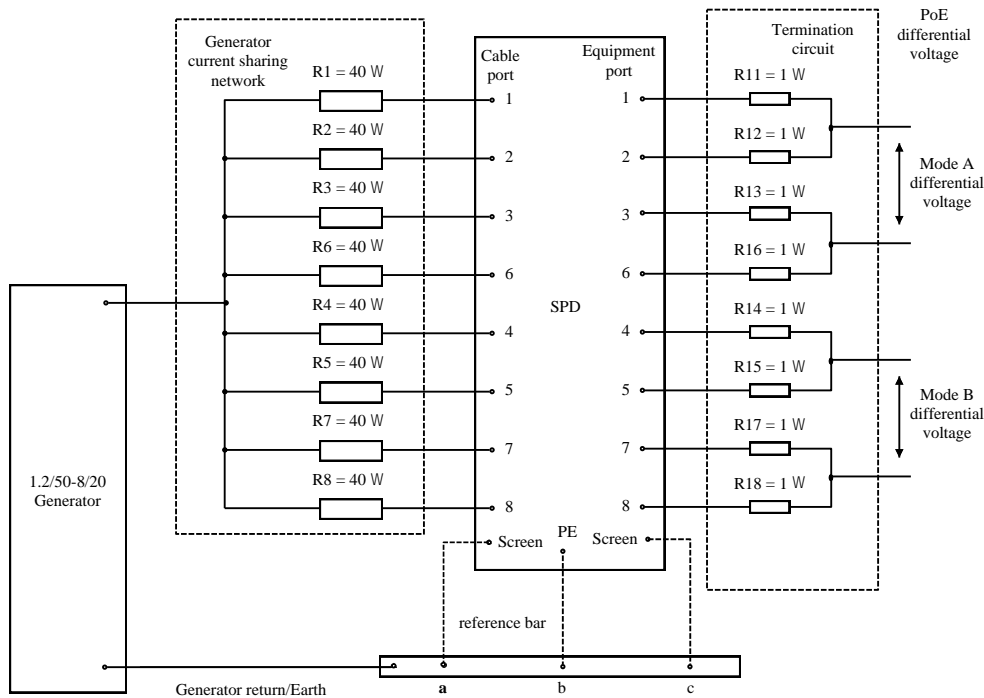 Generator
current sharing
network
R1 = 40 W
R2 = 40 W
R3 = 40 W
R6 = 40 W
R4 = 40 W
R5 = 40 W
R7 = 40 W
R8 = 40 W
1.2/50-8/20
Generator
Cable
port
1
2
3
6
4
5
7
8
Screen
Equipment
port
1
2
3
6
4
5
7
8
Screen
SPD
PE
Termination
circuit
R11 = 1 W
R12 = 1 W
R13 = 1 W
R16 = 1 W
R14 = 1 W
R15 = 1 W
R17 = 1 W
R18 = 1 W
PoE
differential
voltage
Mode A
differential
voltage
Mode B
differential
voltage
reference bar
Generator return/Earth
a
b
c